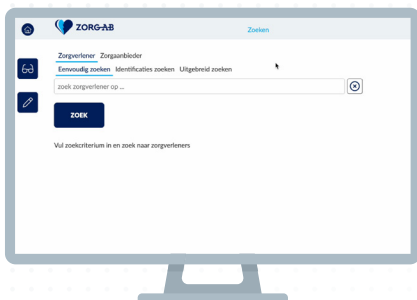 ZORG-AB
Zoeken
Zorgverlener Zorgaanbieder
Eenvoudig zoeken Identificaties zoeken Uitgebreid zoeken
zoek zorgverlener op ...
ZOEK
Vul zoekcriterium in en zoek naar zorgverleners